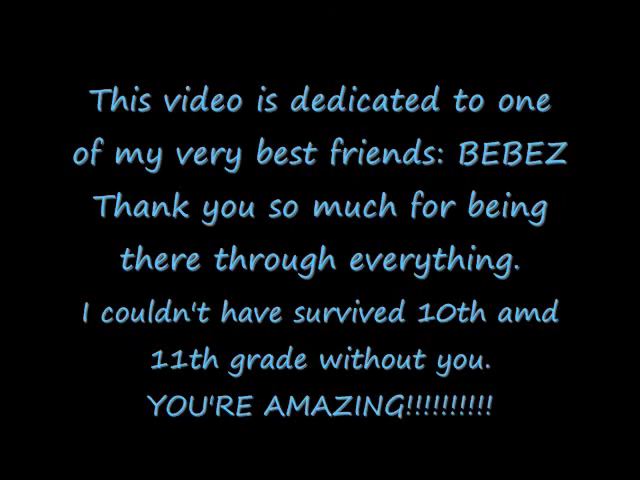 This video is dedicated to one
of my very best friends: BEBEZ
Thank you so much for being
there through everything.
I couldn't have survived 10th amd
11th grade without you.
YOU'RE AMAZING!!!!!!!!!!